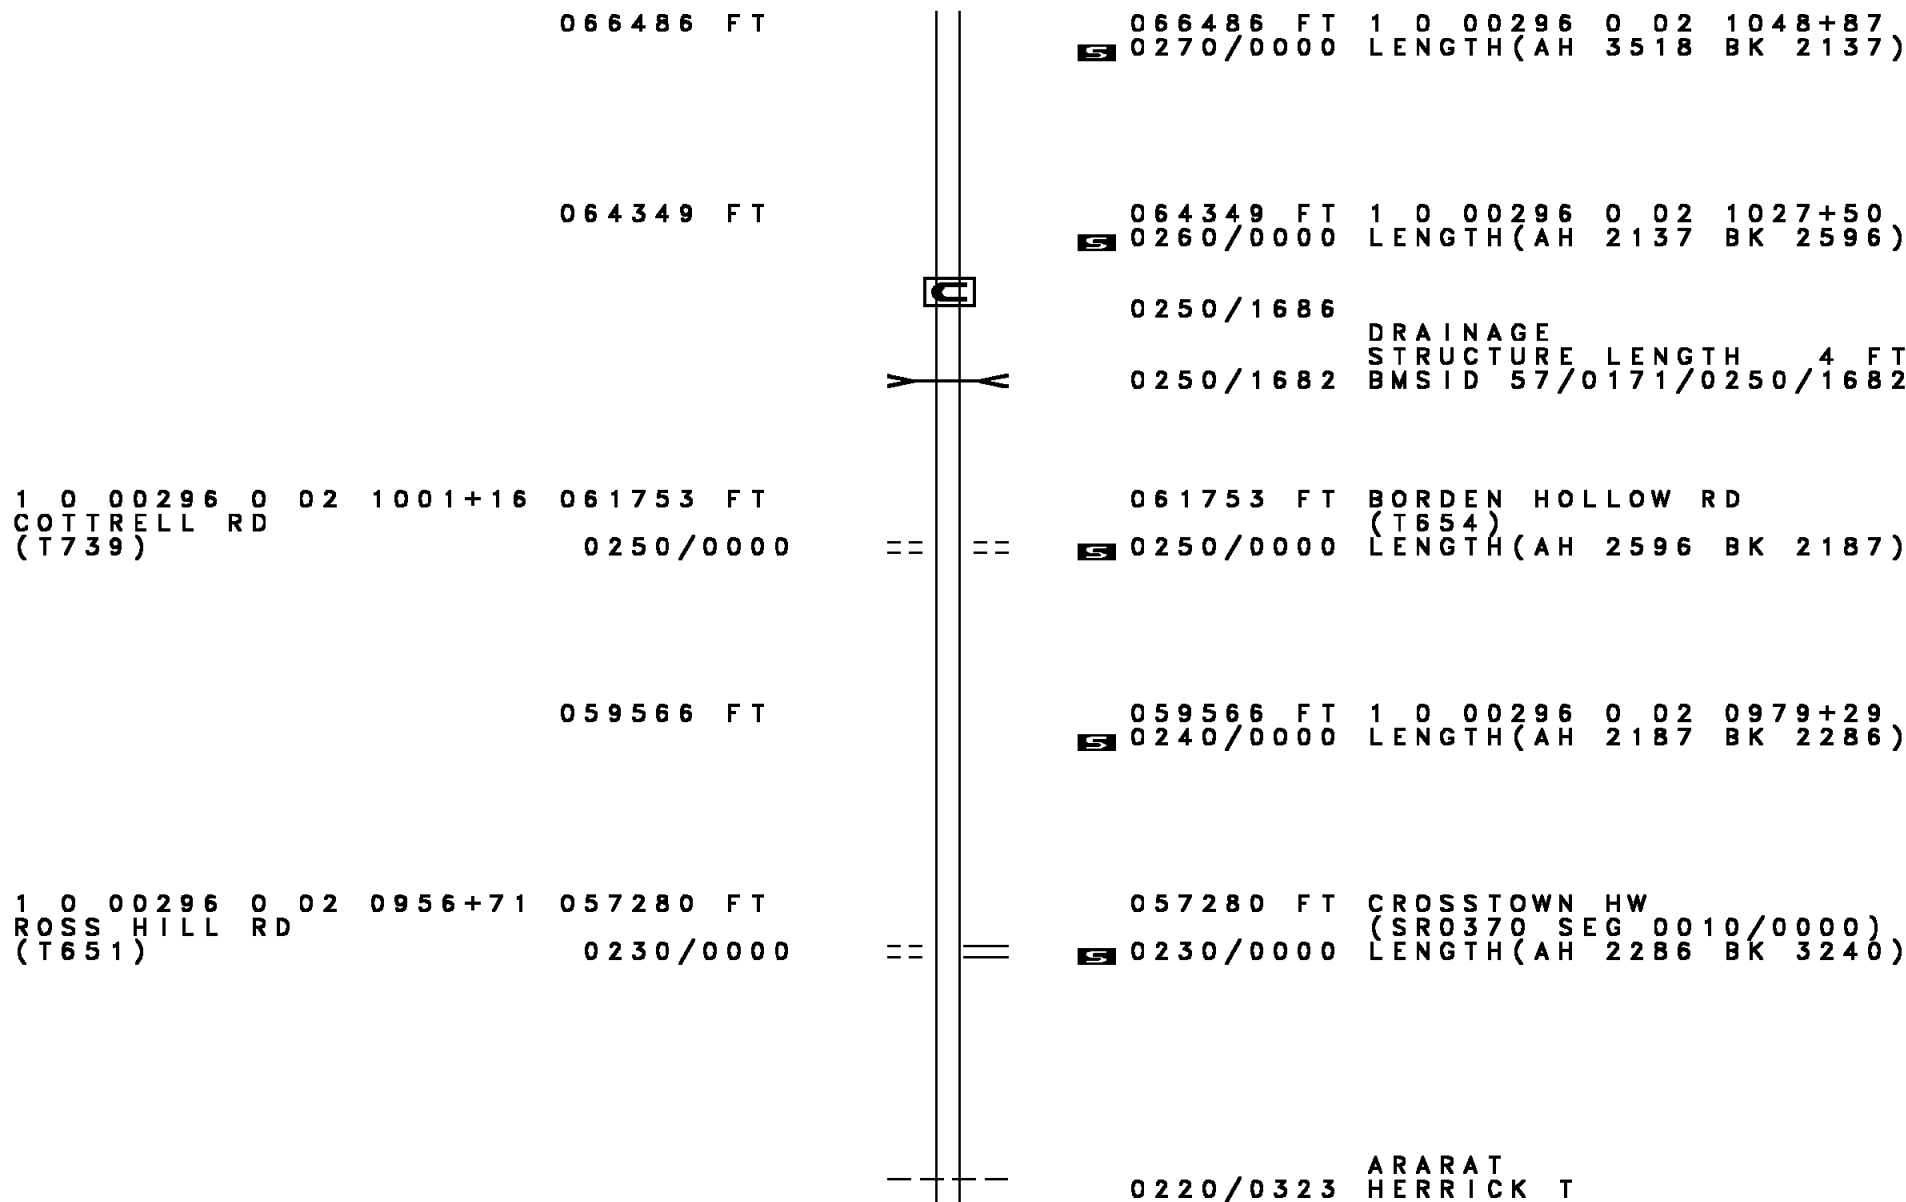 066486 FT 066486 FT 1 0 00296 0 02 1048+87
S 0270/0000 LENGTH(AH 3518 BK 2137)
064349 FT 064349 FT 1 0 00296 0 02 1027+50
S 0260/0000 LENGTH(AH 2137 BK 2596)
C
0250/1686
DRAINAGE
STRUCTURE LENGTH 4 FT
0250/1682 BMSID 57/0171/0250/1682
1 0 00296 0 02 1001+16 061753 FT 061753 FT BORDEN HOLLOW RD
COTTRELL RD (T654)
(T739) 0250/0000 S 0250/0000 LENGTH(AH 2596 BK 2187)
059566 FT 059566 FT 1 0 00296 0 02 0979+29
S 0240/0000 LENGTH(AH 2187 BK 2286)
1 0 00296 0 02 0956+71 057280 FT 057280 FT CROSSTOWN HW
ROSS HILL RD (SR0370 SEG 0010/0000)
(T651) 0230/0000 S 0230/0000 LENGTH(AH 2286 BK 3240)
ARARAT
0220/0323 HERRICK T